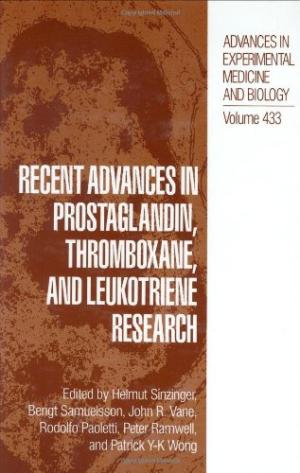 ADVANCES IN
EXPERIMENTAL
MEDICINE
AND BIOLOGY
Volume 433
RECENT ADVANCES IN
PROSTAGLANDIN,
THROMBOXANE,
AND LEUKOTRIENE
RESEARCH
Edited by Helmut Sinzinger,
Bengt Samuelsson, John R. Vane,
Rodolfo Paoletti, Peter Ramwell,
and Patrick Y-K Wong